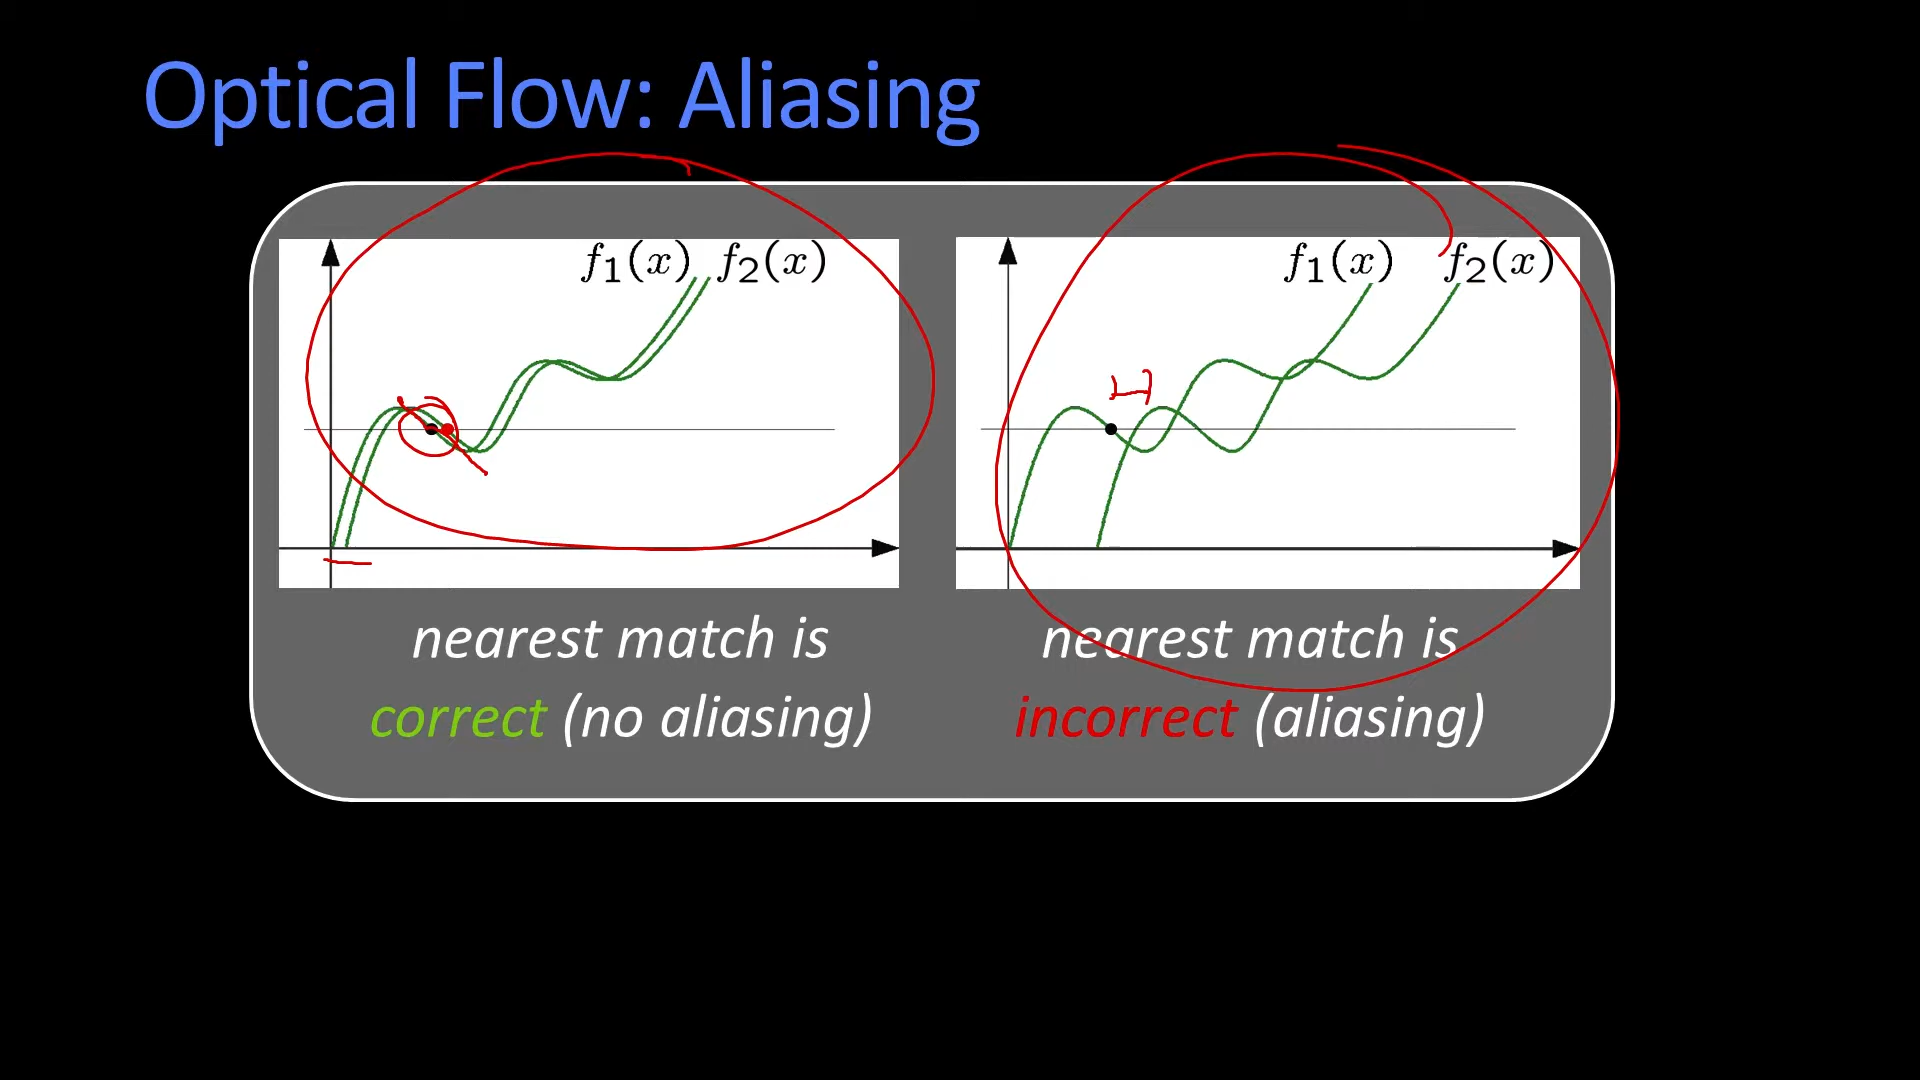 Optical Flow: Aliasing
f₁(x) f₂(x)
f₁(x) f₂(x)
nearest match is
correct (no aliasing)
nearest match is
incorrect (aliasing)